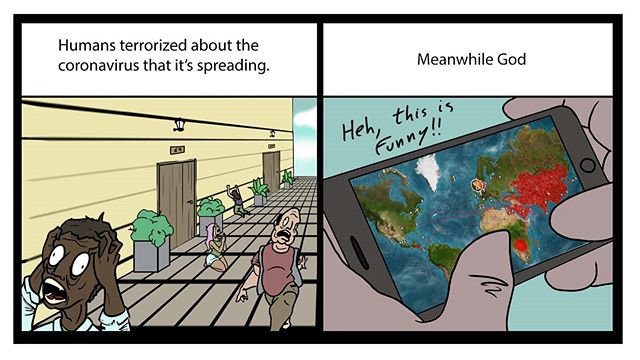 Humans terrorized about the
coronavirus that it's spreading.
Meanwhile God
Heh, this is
Funny!!